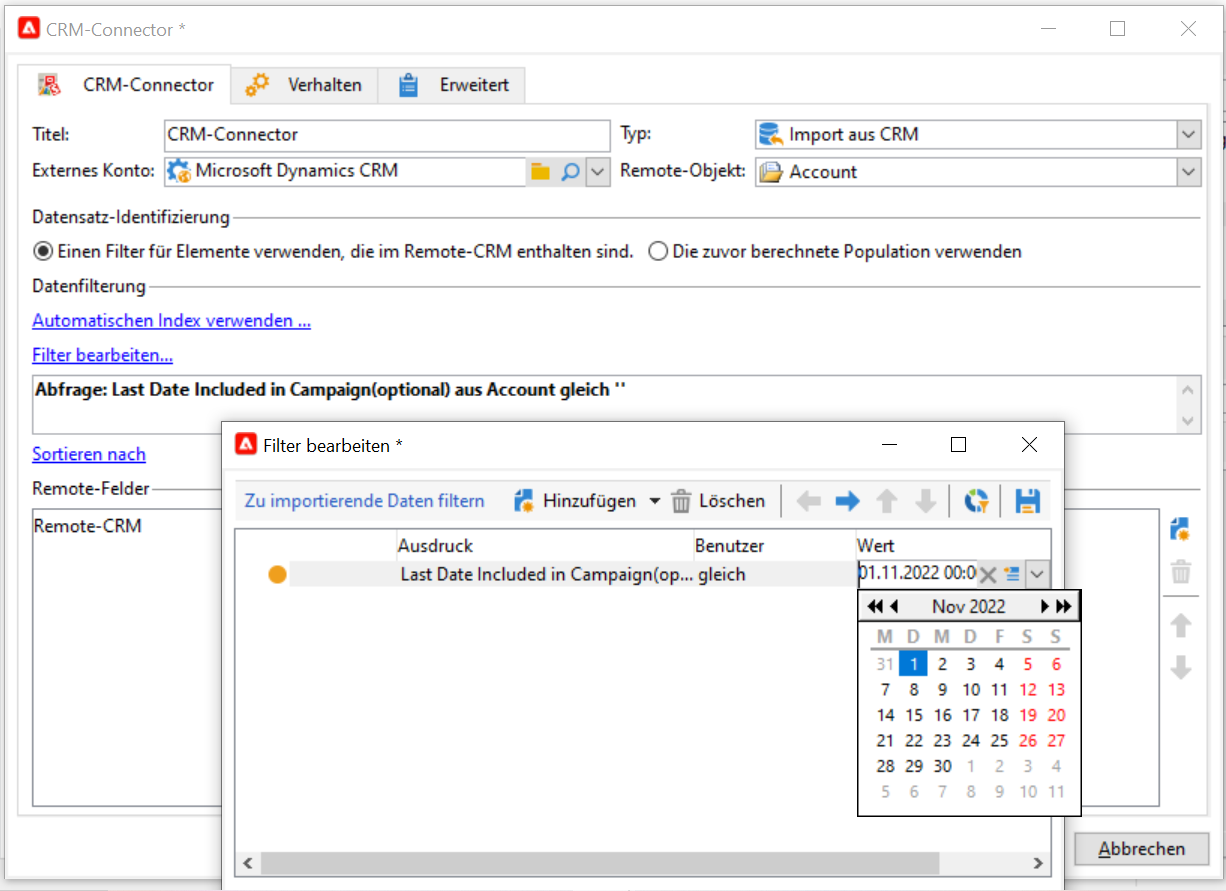 CRM-Connector *
CRM-Connector Verhalten Erweitert
Titel: CRM-Connector Typ: Import aus CRM
Externes Konto: Microsoft Dynamics CRM Remote-Objekt: Account
Datensatz-Identifizierung
Einen Filter für Elemente verwenden, die im Remote-CRM enthalten sind. Die zuvor berechnete Population verwenden
Datenfilterung
Automatischen Index verwenden ...
Filter bearbeiten...
Abfrage: Last Date Included in Campaign(optional) aus Account gleich ''
Sortieren nach
Remote-Felder
Remote-CRM
Filter bearbeiten *
Zu importierende Daten filtern Hinzufügen Löschen
Ausdruck Benutzer Wert
Last Date Included in Campaign(op... gleich 01.11.2022 00:0
Nov 2022
M D M D F S S
31 1 2 3 4 5 6
7 8 9 10 11 12 13
14 15 16 17 18 19 20
21 22 23 24 25 26 27
28 29 30 1 2 3 4
5 6 7 8 9 10 11
Abbrechen